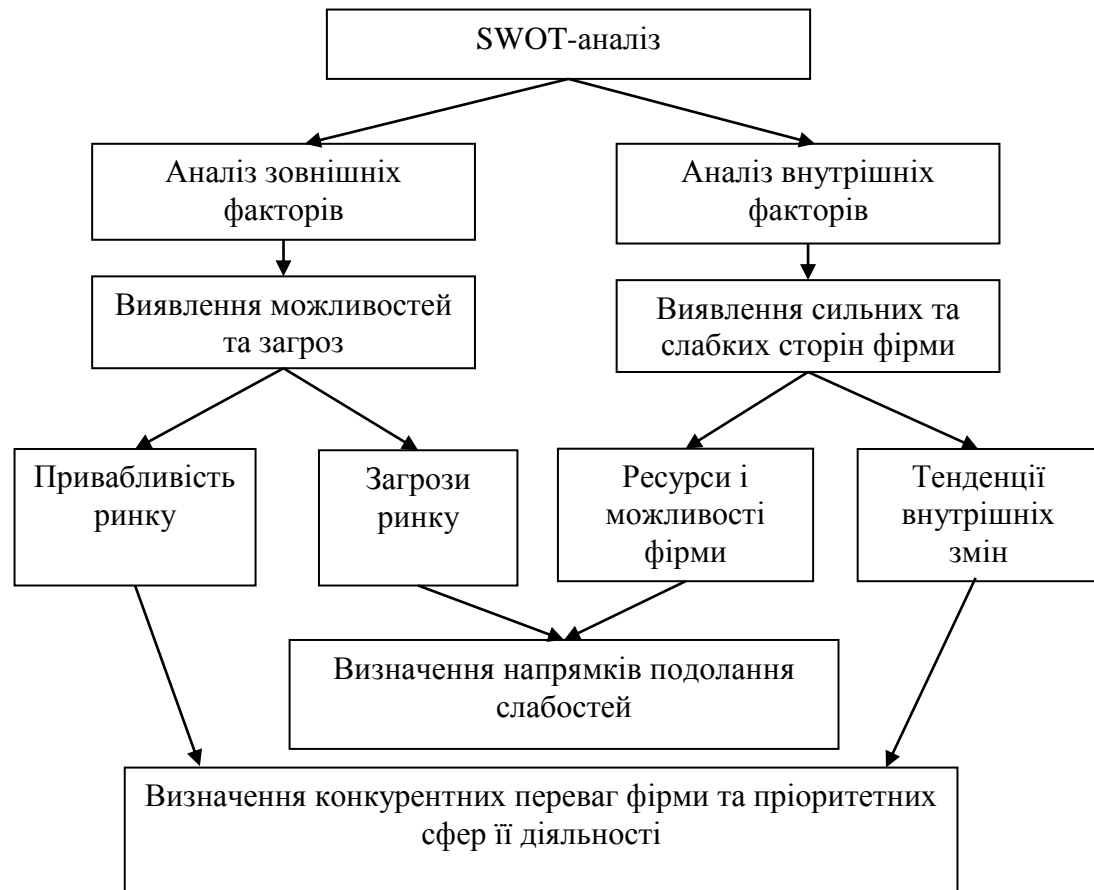 SWOT-аналіз
Аналіз зовнішніх
факторів
Аналіз внутрішніх
факторів
Виявлення можливостей
та загроз
Виявлення сильних та
слабких сторін фірми
Привабливість
ринку
Загрози
ринку
Ресурси і
можливості
фірми
Тенденції
внутрішніх
змін
Визначення напрямків подолання
слабостей
Визначення конкурентних переваг фірми та пріоритетних
сфер її діяльності